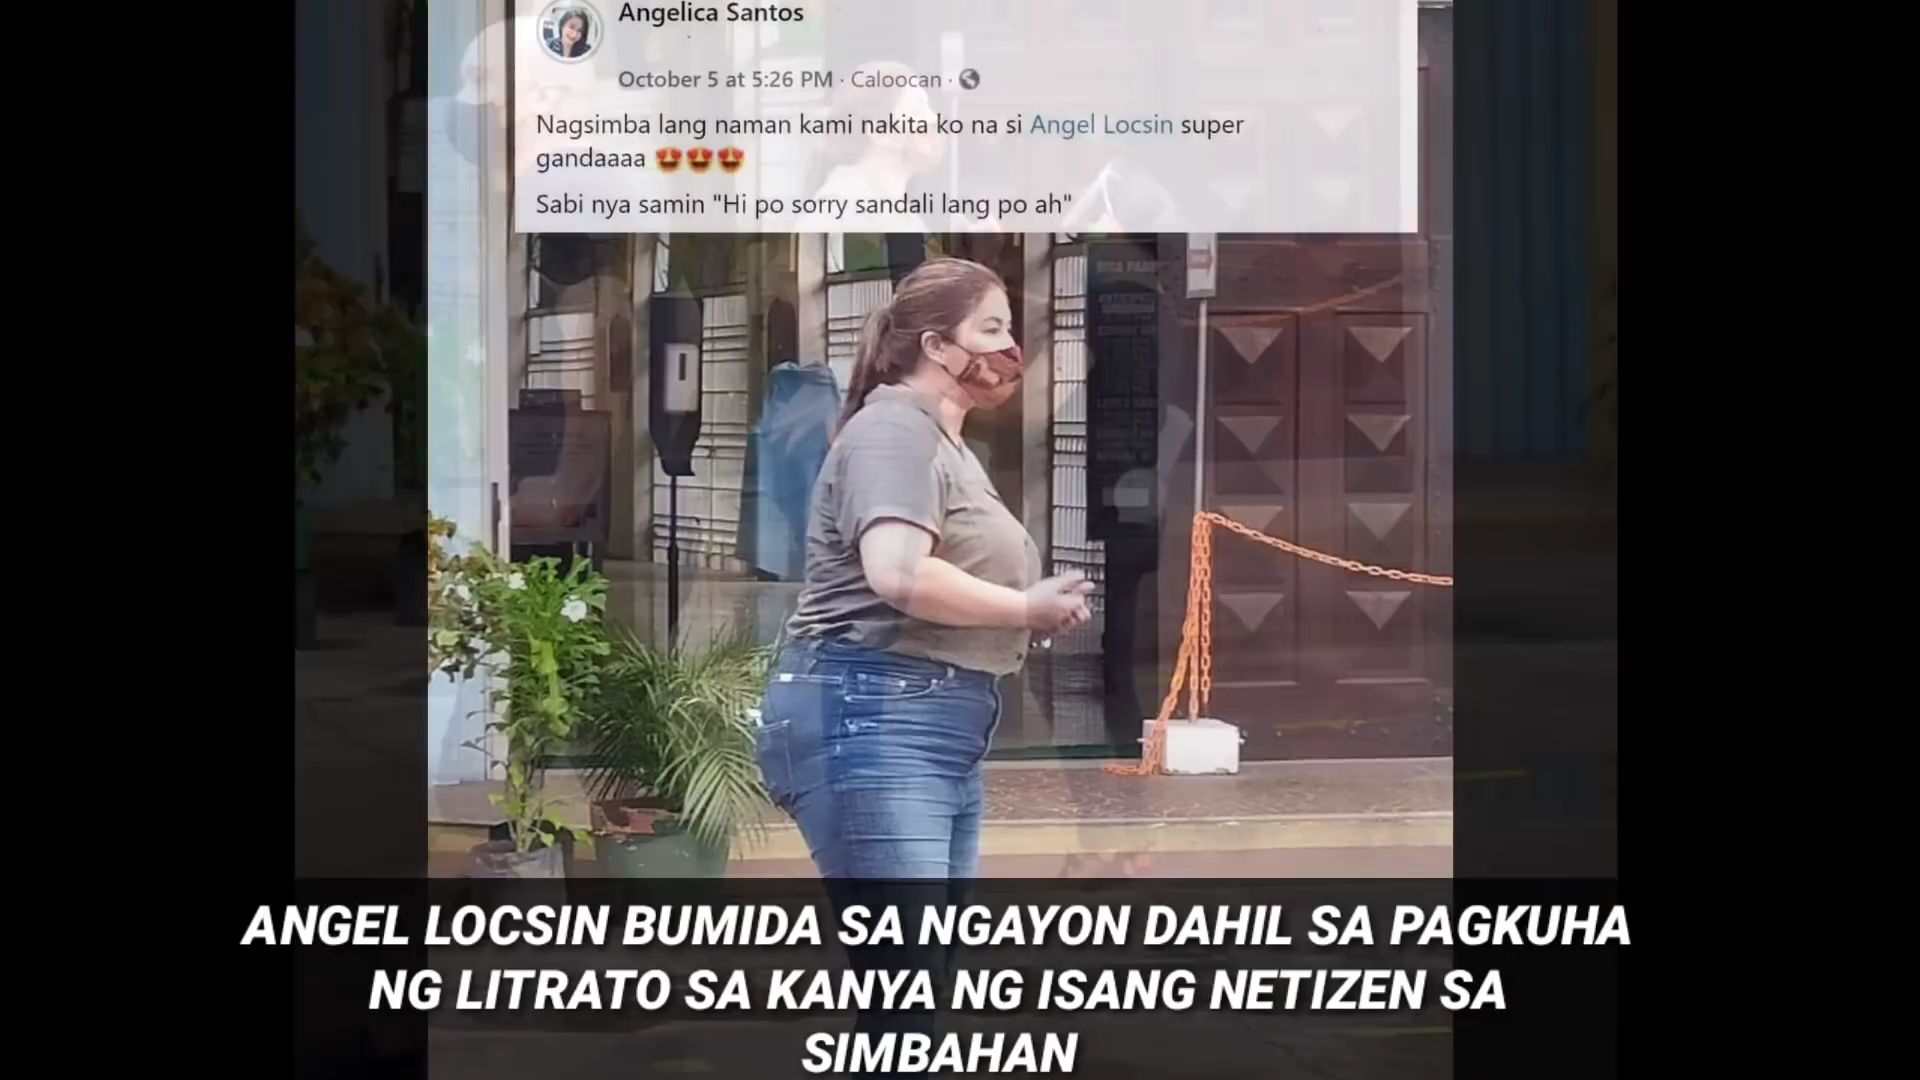 Angelica Santos
October 5 at 5:26 PM · Caloocan ·
Nagsimba lang naman kami nakita ko na si Angel Locsin super
gandaaaa 😍😍😍
Sabi nya samin "Hi po sorry sandali lang po ah"
ANGEL LOCSIN BUMIDA SA NGAYON DAHIL SA PAGKUHA
NG LITRATO SA KANYA NG ISANG NETIZEN SA
SIMBAHAN